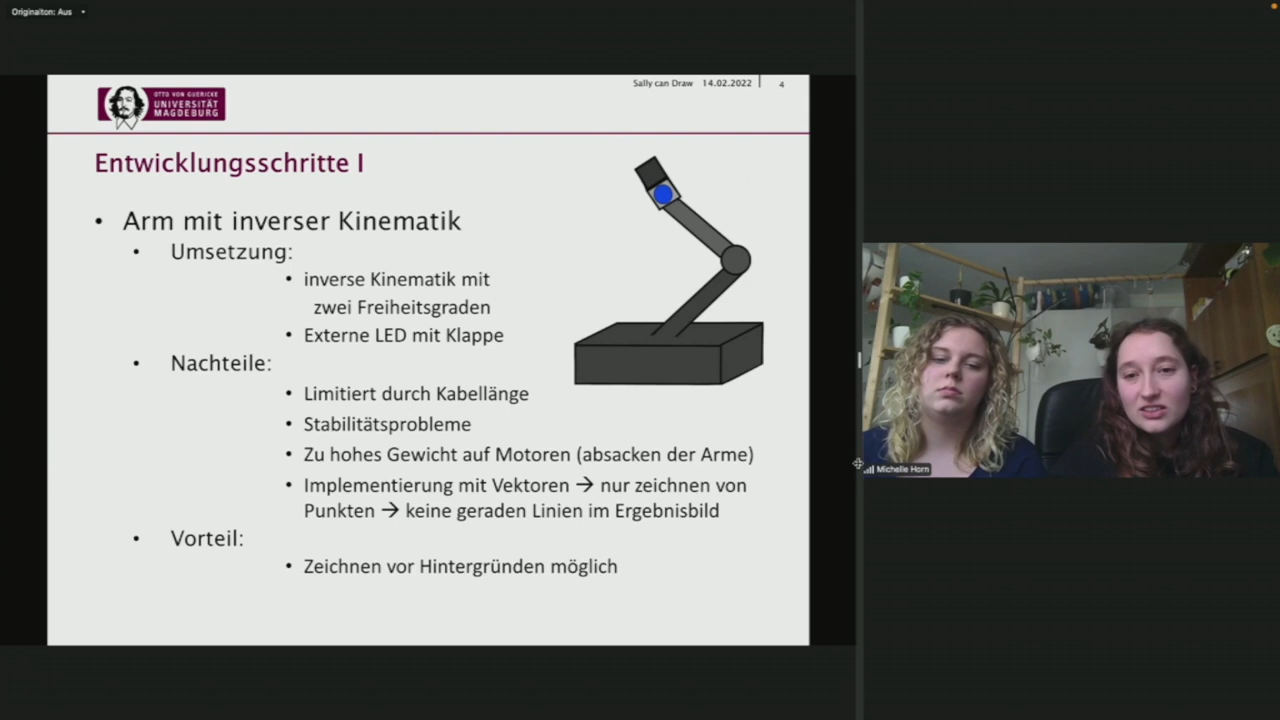 Originalton: Aus
Sally can Draw 14.02.2022 4
OTTO VON GUERICKE
UNIVERSITÄT
MAGDEBURG
Entwicklungsschritte I
• Arm mit inverser Kinematik
• Umsetzung:
• inverse Kinematik mit
zwei Freiheitsgraden
• Externe LED mit Klappe
• Nachteile:
• Limitiert durch Kabellänge
• Stabilitätsprobleme
• Zu hohes Gewicht auf Motoren (absacken der Arme)
• Implementierung mit Vektoren → nur zeichnen von
Punkten → keine geraden Linien im Ergebnisbild
• Vorteil:
• Zeichnen vor Hintergründen möglich
Michelle Horn